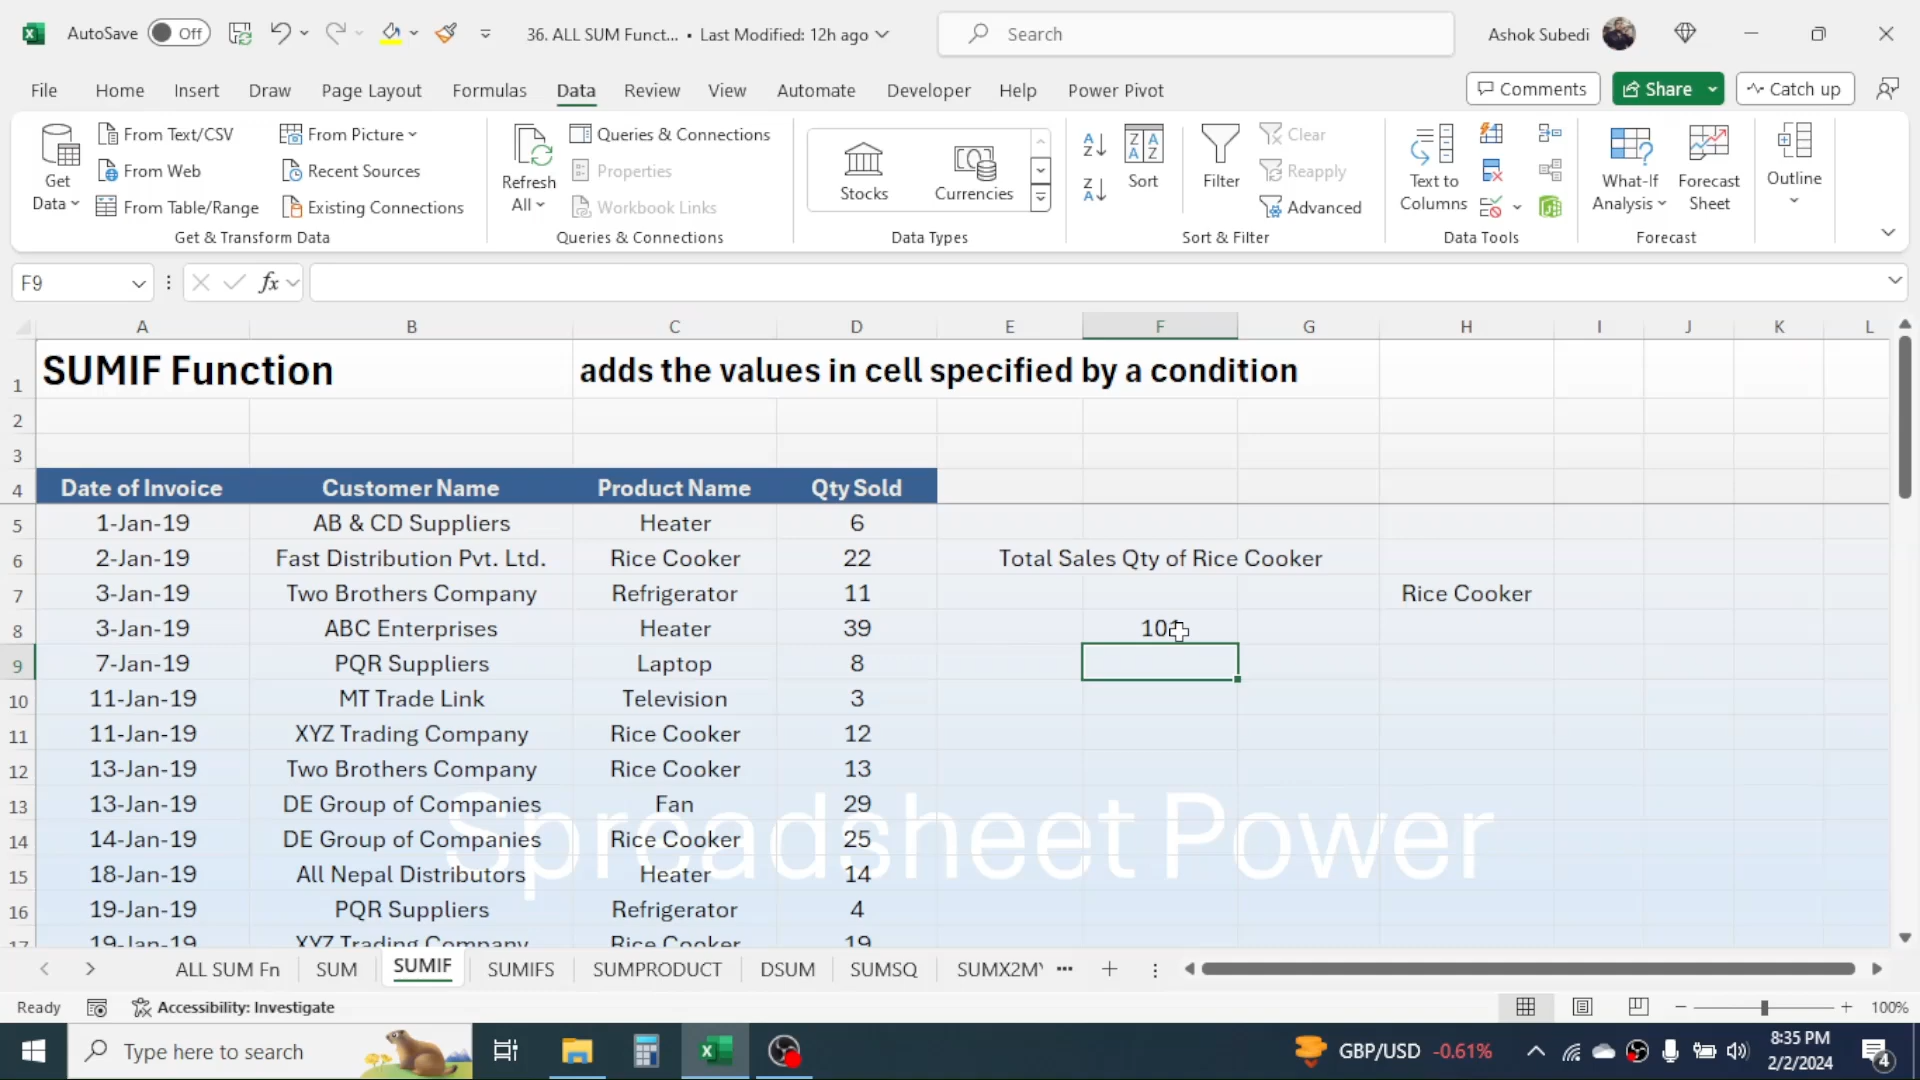 AutoSave Off 36. ALL SUM Funct... • Last Modified: 12h ago Search Ashok Subedi
File Home Insert Draw Page Layout Formulas Data Review View Automate Developer Help Power Pivot Comments Share Catch up
Get Data From Text/CSV From Web From Table/Range From Picture Recent Sources Existing Connections
Get & Transform Data
Refresh All Queries & Connections Properties Workbook Links
Queries & Connections
Stocks Currencies
Data Types
Sort Filter Clear Reapply Advanced
Sort & Filter
Text to Columns
Data Tools
What-If Analysis Forecast Sheet
Forecast
Outline
F9 fx
A B C D E F G H I J K L
1 SUMIF Function adds the values in cell specified by a condition
2
3
4 Date of Invoice Customer Name Product Name Qty Sold
5 1-Jan-19 AB & CD Suppliers Heater 6
6 2-Jan-19 Fast Distribution Pvt. Ltd. Rice Cooker 22 Total Sales Qty of Rice Cooker
7 3-Jan-19 Two Brothers Company Refrigerator 11 Rice Cooker
8 3-Jan-19 ABC Enterprises Heater 39
9 7-Jan-19 PQR Suppliers Laptop 8
10 11-Jan-19 MT Trade Link Television 3
11 11-Jan-19 XYZ Trading Company Rice Cooker 12
12 13-Jan-19 Two Brothers Company Rice Cooker 13
13 13-Jan-19 DE Group of Companies Fan 29
14 14-Jan-19 DE Group of Companies Rice Cooker 25
Spreadsheet Power
15 18-Jan-19 All Nepal Distributors Heater 14
16 19-Jan-19 PQR Suppliers Refrigerator 4
17 19-Jan-19 XYZ Trading Company Rice Cooker 19
ALL SUM Fn SUM SUMIF SUMIFS SUMPRODUCT DSUM SUMSQ SUMX2MY ...
Ready Accessibility: Investigate 100%
Type here to search GBP/USD -0.61% 8:35 PM
2/2/2024 4